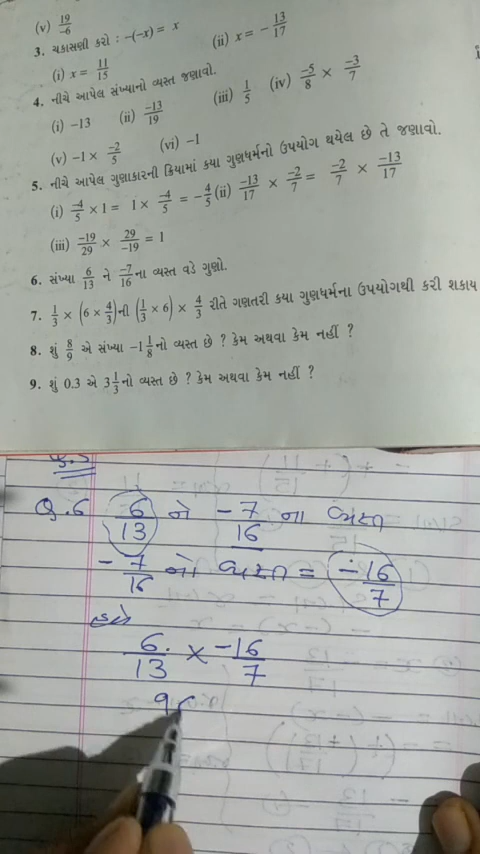 (v) 19/-6
3. ચકાસણી કરો : -(-x) = x
(i) x = 11/15 (ii) x = -13/17
4. નીચે આપેલ સંખ્યાનો વ્યસ્ત જણાવો.
(i) -13 (ii) -13/19 (iii) 1/5 (iv) -5/8 × -3/7
(v) -1 × -2/5 (vi) -1
5. નીચે આપેલ ગુણાકારની ક્રિયામાં કયા ગુણધર્મનો ઉપયોગ થયેલ છે તે જણાવો.
(i) -4/5 × 1 = 1 × -4/5 = -4/5 (ii) -13/17 × -2/7 = -2/7 × -13/17
(iii) -19/29 × 29/-19 = 1
6. સંખ્યા 6/13 ને -7/16 ના વ્યસ્ત વડે ગુણો.
7. 1/3 × (6 × 4/3) ની (1/3 × 6) × 4/3 રીતે ગણતરી કયા ગુણધર્મના ઉપયોગથી કરી શકાય
8. શું 8/9 એ સંખ્યા -1 1/8 નો વ્યસ્ત છે ? કેમ અથવા કેમ નહીં ?
9. શું 0.3 એ 3 1/3 નો વ્યસ્ત છે ? કેમ અથવા કેમ નહીં ?
પ્ર.6 6/13 ને -7/16 ના વ્યસ્ત
-7/16 નો વ્યસ્ત = -16/7
હવે
6/13 × -16/7
9